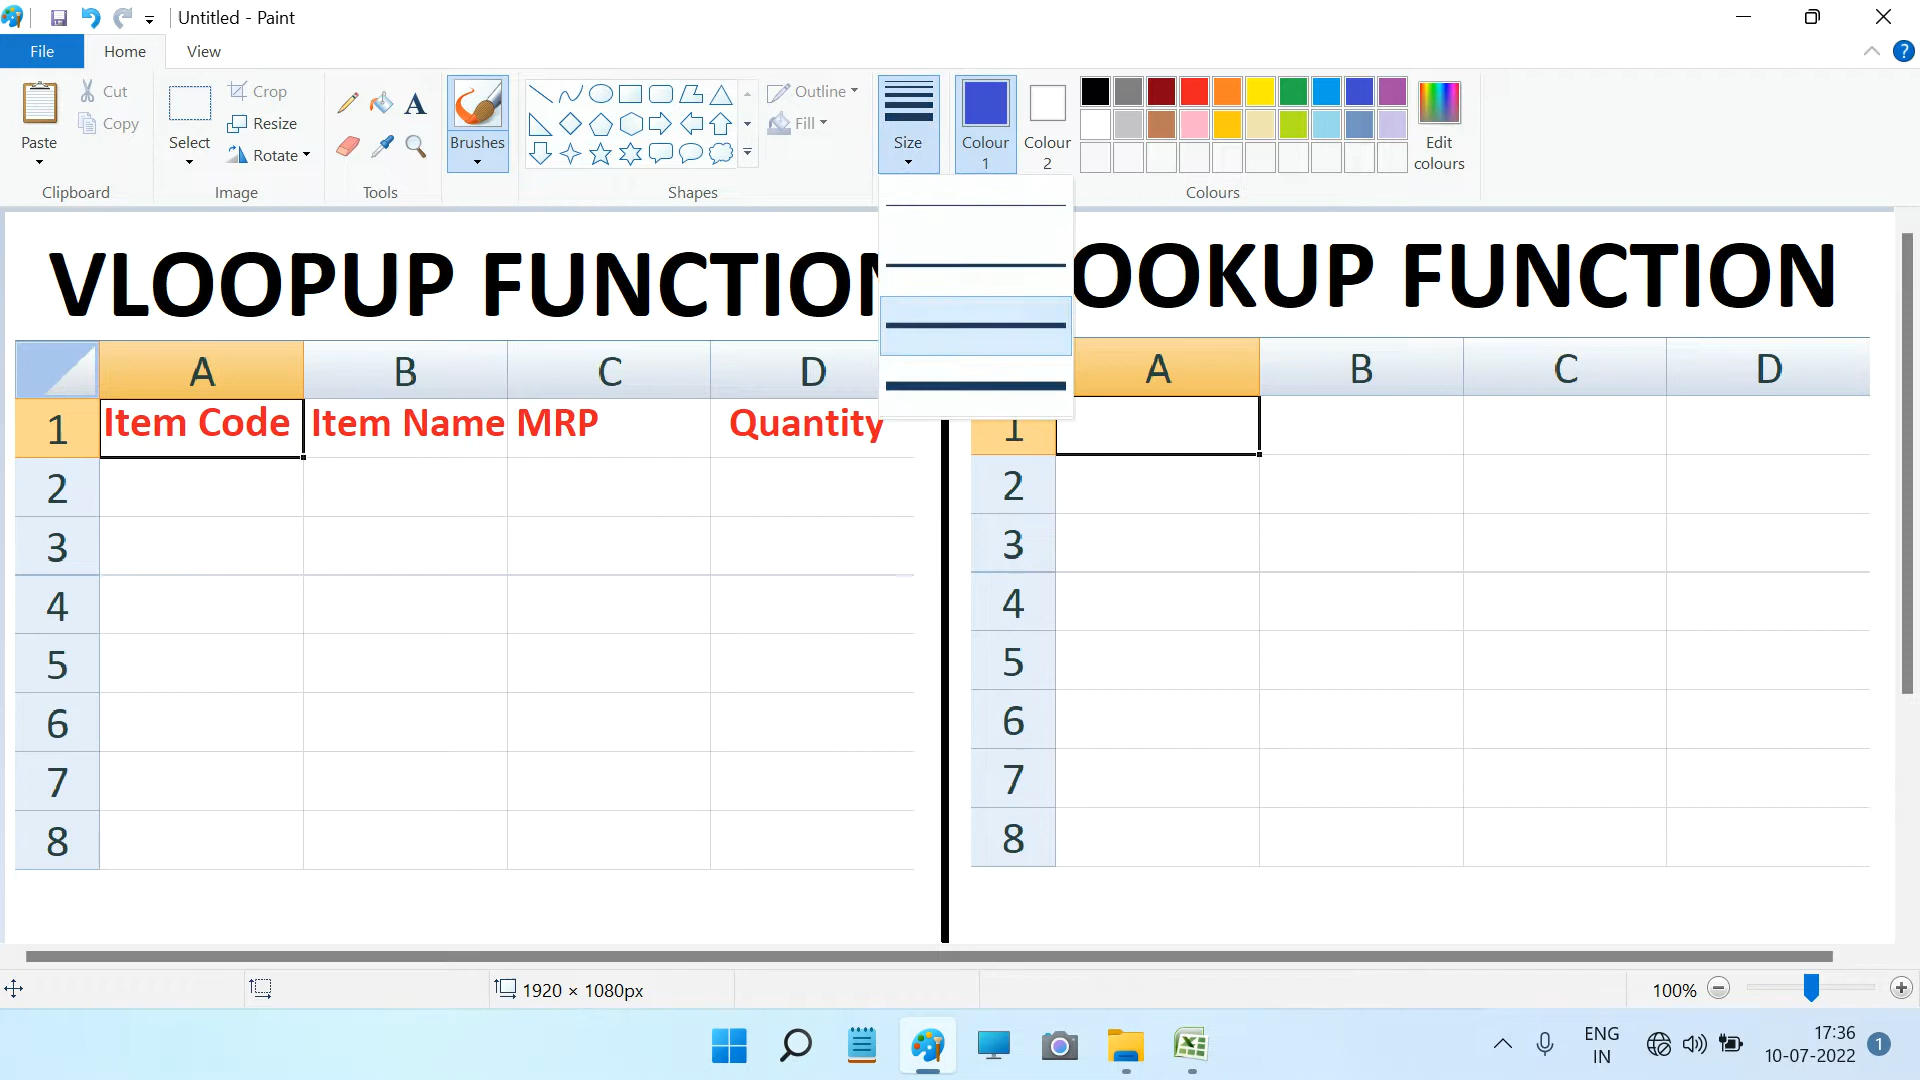 Untitled - Paint
File Home View
Paste Cut Copy Clipboard
Select Crop Resize Rotate Image
Tools
Brushes
Shapes
Outline Fill
Size
Colour 1
Colour 2
Edit colours
Colours
VLOOPUP FUNCTION
OOKUP FUNCTION
A B C D
A B C D
1 Item Code Item Name MRP Quantity
1
2
2
3
3
4
4
5
5
6
6
7
7
8
8
1920 × 1080px
100%
ENG
IN
17:36
10-07-2022
1